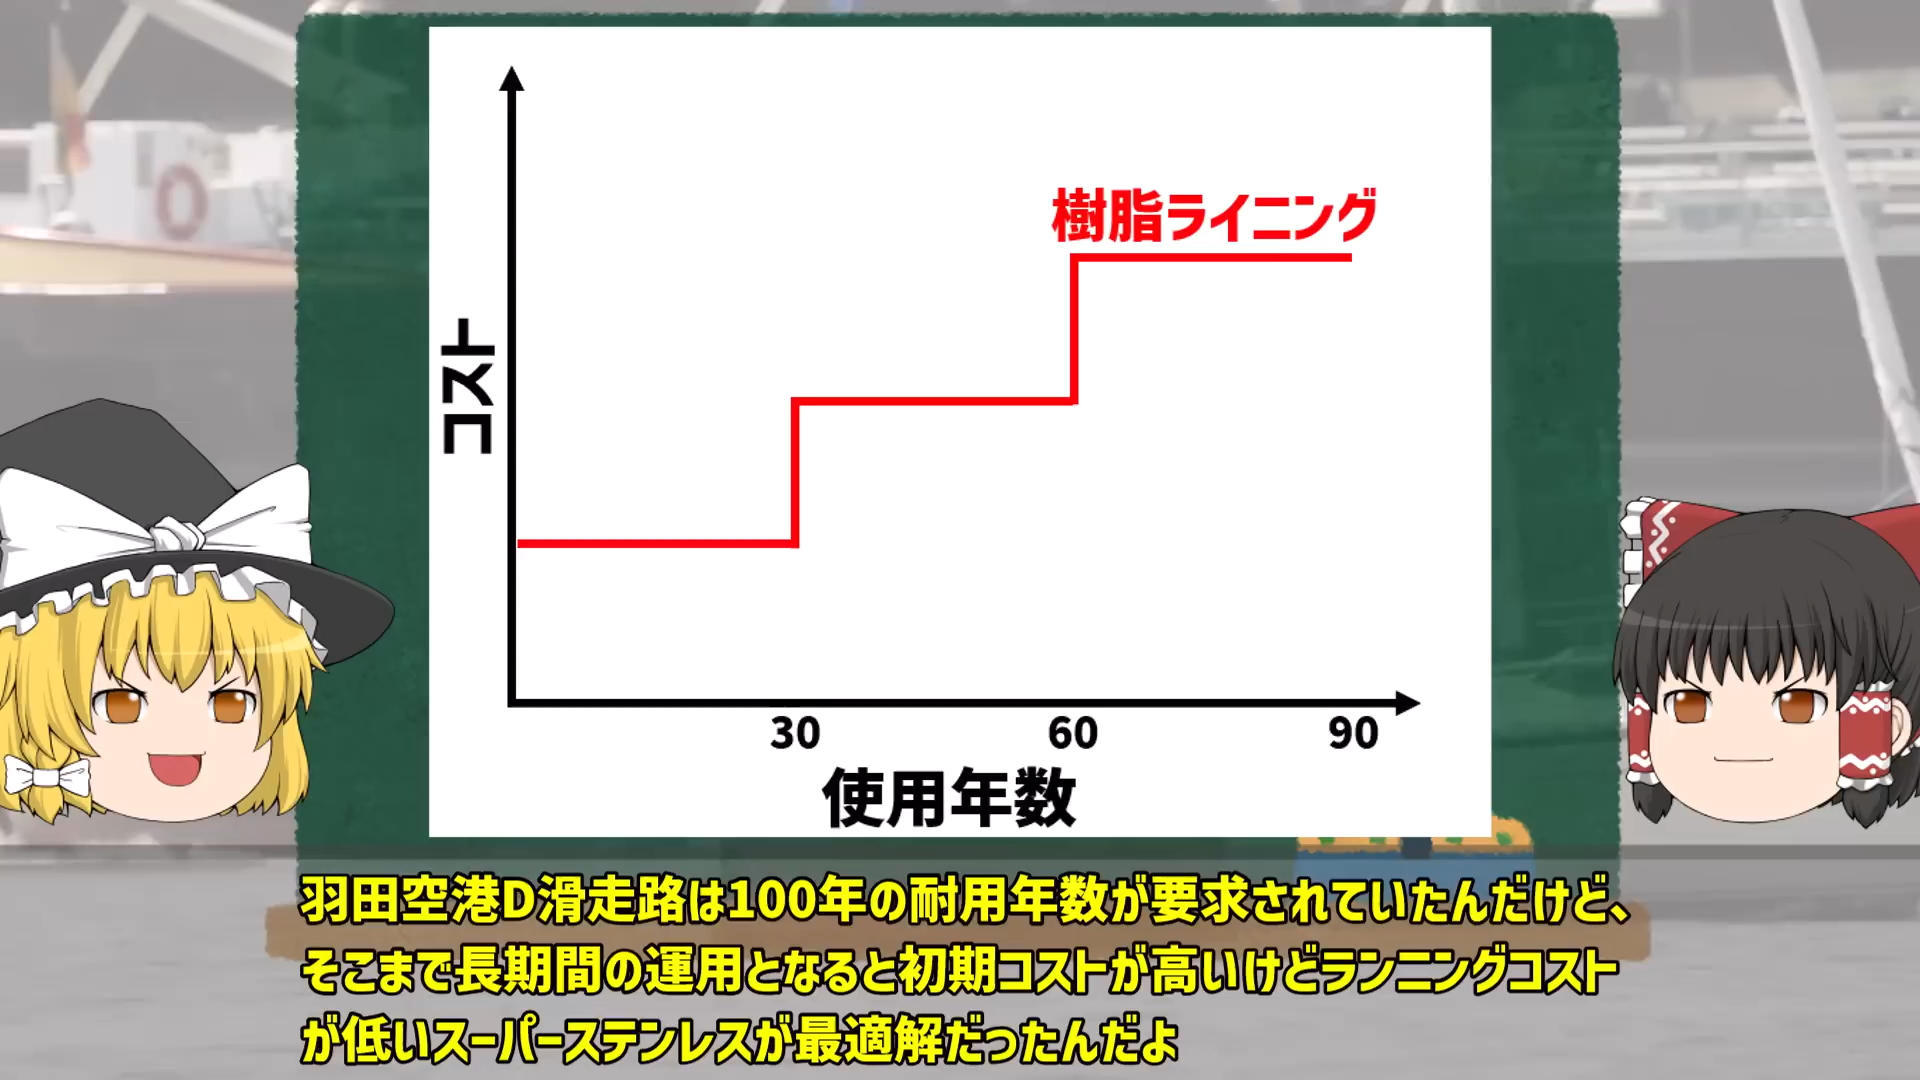 樹脂ライニング
コスト
30 60 90
使用年数
羽田空港D滑走路は100年の耐用年数が要求されていたんだけど、
そこまで長期間の運用となると初期コストが高いけどランニングコスト
が低いスーパーステンレスが最適解だったんだよ